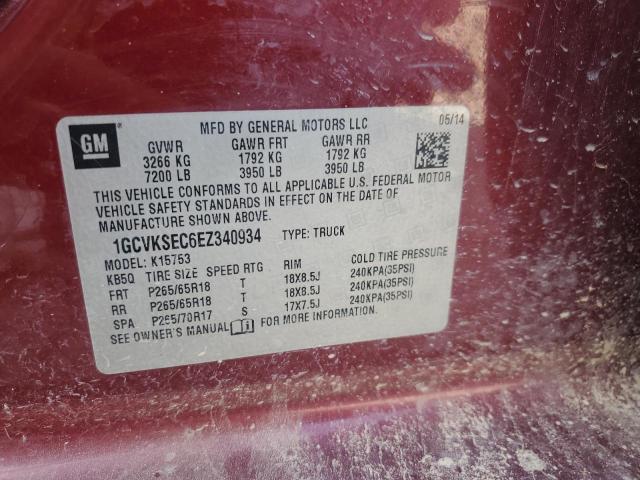 MFD BY GENERAL MOTORS LLC 05/14
GM
GVWR GAWR FRT GAWR RR
3266 KG 1792 KG 1792 KG
7200 LB 3950 LB 3950 LB
THIS VEHICLE CONFORMS TO ALL APPLICABLE U.S. FEDERAL MOTOR
VEHICLE SAFETY STANDARDS IN EFFECT ON THE DATE OF
MANUFACTURE SHOWN ABOVE.
1GCVKSEC6EZ340934 TYPE: TRUCK
MODEL: K15753
KB5Q TIRE SIZE SPEED RTG RIM COLD TIRE PRESSURE
FRT P265/65R18 T 18X8.5J 240KPA(35PSI)
RR P265/65R18 T 18X8.5J 240KPA(35PSI)
SPA P265/70R17 S 17X7.5J 240KPA(35PSI)
SEE OWNER'S MANUAL FOR MORE INFORMATION.